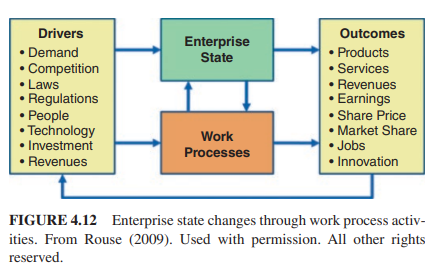 Drivers
• Demand
• Competition
• Laws
• Regulations
• People
• Technology
• Investment
• Revenues
Enterprise
State
Work
Processes
Outcomes
• Products
• Services
• Revenues
• Earnings
• Share Price
• Market Share
• Jobs
• Innovation
FIGURE 4.12 Enterprise state changes through work process activ-
ities. From Rouse (2009). Used with permission. All other rights
reserved.